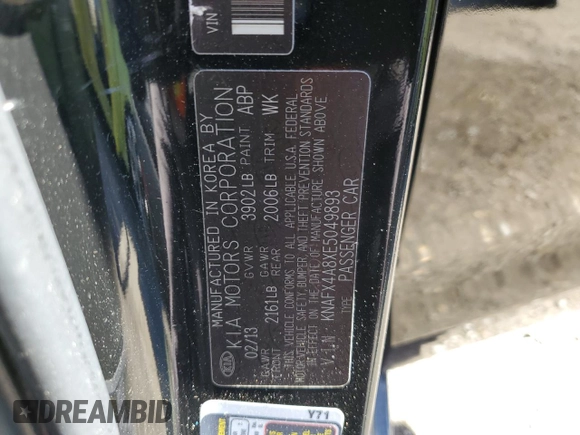 VIN
MANUFACTURED IN KOREA BY
KIA MOTORS CORPORATION
02/13 GVWR 3902LB PAINT ABP
GAWR FRONT 2161LB GAWR REAR 2006LB TRIM WK
THIS VEHICLE CONFORMS TO ALL APPLICABLE U.S.A. FEDERAL
MOTOR VEHICLE SAFETY, BUMPER, AND THEFT PREVENTION STANDARDS
IN EFFECT ON THE DATE OF MANUFACTURE SHOWN ABOVE
V.I.N : KNAFX4A8XE5049893
TYPE : PASSENGER CAR
KIA
Y71
DREAMBID